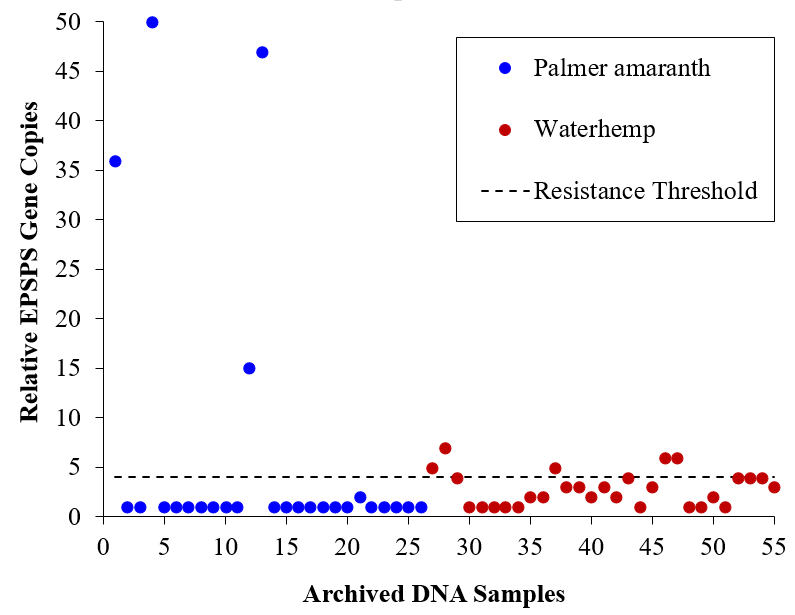 50
45
40
35
30
25
20
15
10
5
0
Relative EPSPS Gene Copies
Palmer amaranth
Waterhemp
Resistance Threshold
0 5 10 15 20 25 30 35 40 45 50 55
Archived DNA Samples